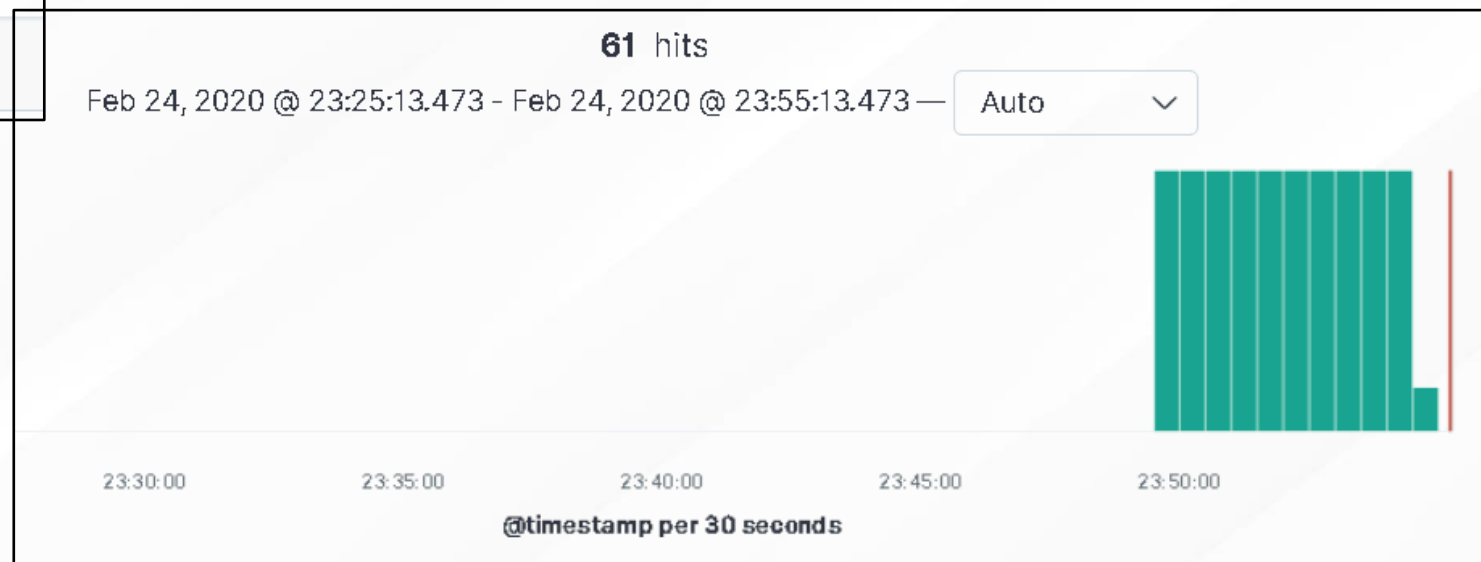 61 hits
Feb 24, 2020 @ 23:25:13.473 - Feb 24, 2020 @ 23:55:13.473 — Auto
23:30:00 23:35:00 23:40:00 23:45:00 23:50:00
@timestamp per 30 seconds